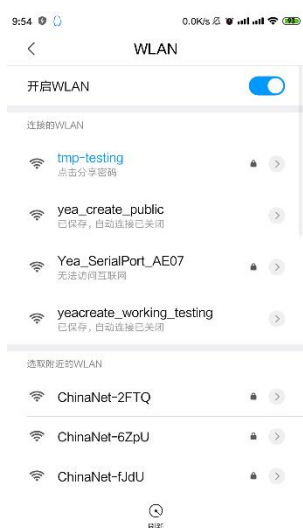 9:54 0.0K/s 93
WLAN
开启WLAN
连接的WLAN
tmp-testing
点击分享密码
yea_create_public
已保存，自动连接已关闭
Yea_SerialPort_AE07
无法访问互联网
yeacreate_working_testing
已保存，自动连接已关闭
选取附近的WLAN
ChinaNet-2FTQ
ChinaNet-6ZpU
ChinaNet-fJdU
刷新